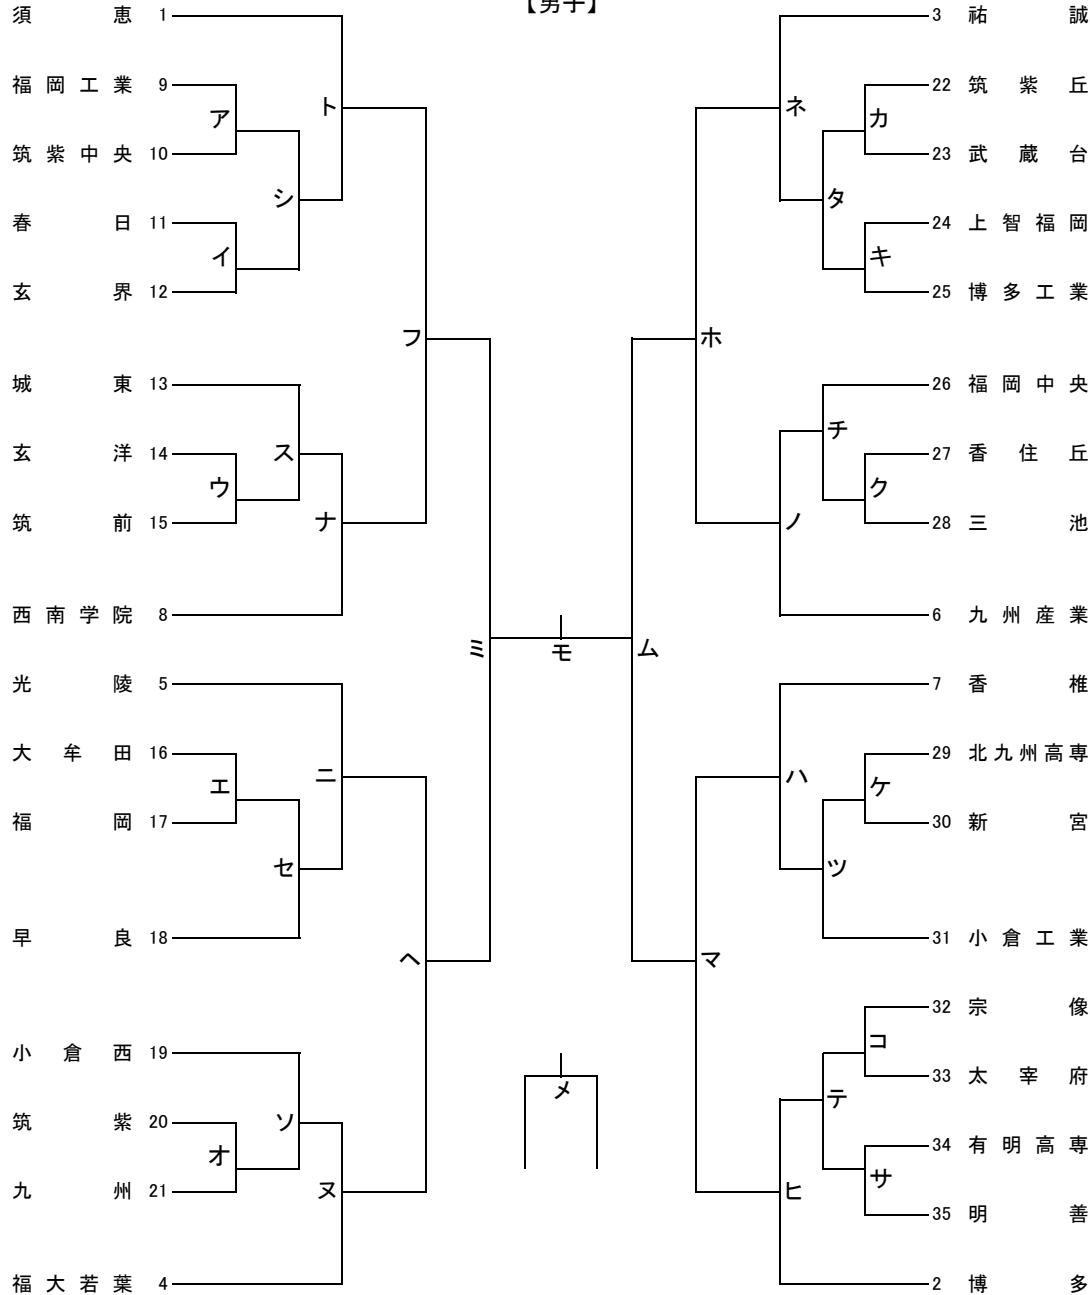 【男子】
須恵 1
福岡工業 9
ア
筑紫中央 10
シ
ト
春日 11
イ
玄界 12
フ
城東 13
ス
玄洋 14
ウ
筑前 15
ナ
西南学院 8
ミ
光陵 5
大牟田 16
エ
ニ
福岡 17
セ
早良 18
ヘ
小倉西 19
筑紫 20
ソ
オ
九州 21
ヌ
福大若葉 4
モ
メ
3 祐誠
ネ
22 筑紫丘
カ
23 武蔵台
タ
24 上智福岡
キ
25 博多工業
ホ
26 福岡中央
チ
27 香住丘
ク
28 三池
ノ
6 九州産業
ム
7 香椎
29 北九州高専
ハ
ケ
30 新宮
ツ
31 小倉工業
マ
32 宗像
コ
33 太宰府
テ
34 有明高専
サ
35 明善
ヒ
2 博多